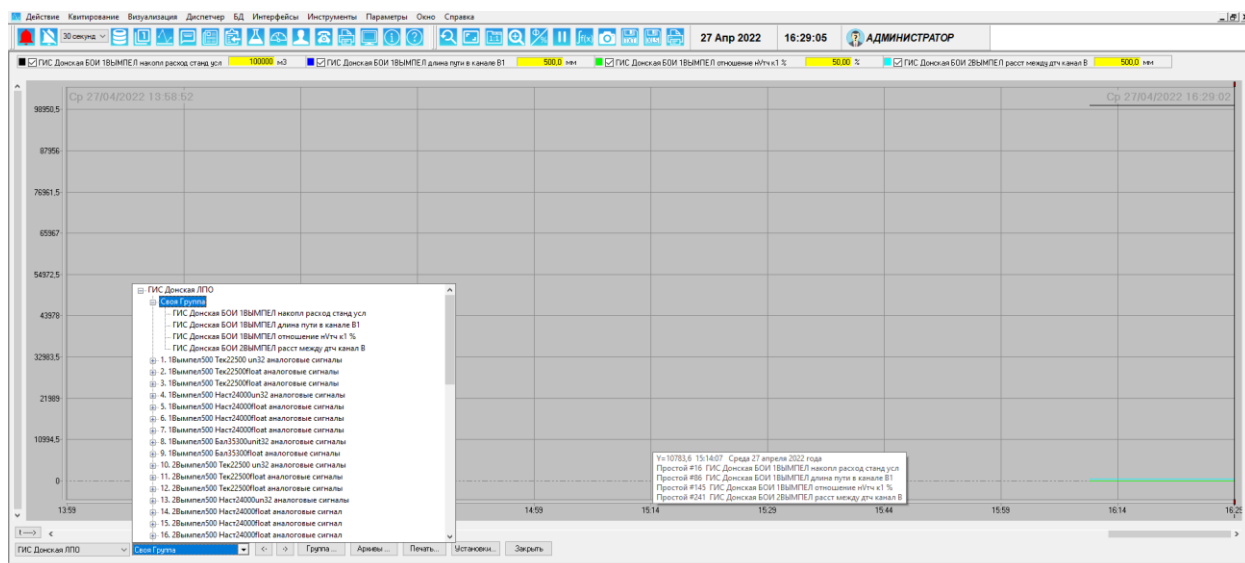 Действие Квитирование Визуализация Диспетчер БД Интерфейсы Инструменты Параметры Окно Справка
30 секунд 27 Апр 2022 16:29:05 АДМИНИСТРАТОР
ГИС Донская БОИ 1ВЫМПЕЛ накопл расход станд усл 100000 м3 ГИС Донская БОИ 1ВЫМПЕЛ длина пути в канале В1 500,0 мм ГИС Донская БОИ 1ВЫМПЕЛ отношение нVтч к1 % 50,00 % ГИС Донская БОИ 2ВЫМПЕЛ расст между дтч канал В 500,0 мм
Ср 27/04/2022 13:58:52 Ср 27/04/2022 16:29:02
98950,5
87956
76961,5
65967
54972,5
43978
32983,5
21989
10994,5
0
ГИС Донская ЛПО
Своя Группа
ГИС Донская БОИ 1ВЫМПЕЛ накопл расход станд усл
ГИС Донская БОИ 1ВЫМПЕЛ длина пути в канале В1
ГИС Донская БОИ 1ВЫМПЕЛ отношение нVтч к1 %
ГИС Донская БОИ 2ВЫМПЕЛ расст между дтч канал В
1. 1Вымпел500 Тех22500 un32 аналоговые сигналы
2. 1Вымпел500 Тех22500float аналоговые сигналы
3. 1Вымпел500 Тех22500float аналоговые сигналы
4. 1Вымпел500 Наст24000un32 аналоговые сигналы
5. 1Вымпел500 Наст24000float аналоговые сигналы
6. 1Вымпел500 Наст24000float аналоговые сигналы
7. 1Вымпел500 Наст24000float аналоговые сигналы
8. 1Вымпел500 Бал35300unit32 аналоговые сигналы
9. 1Вымпел500 Бал35300float аналоговые сигналы
10. 2Вымпел500 Тех22500 un32 аналоговые сигналы
11. 2Вымпел500 Тех22500float аналоговые сигналы
12. 2Вымпел500 Тех22500float аналоговые сигналы
13. 2Вымпел500 Наст24000un32 аналоговые сигналы
14. 2Вымпел500 Наст24000float аналоговые сигнал
15. 2Вымпел500 Наст24000float аналоговые сигнал
16. 2Вымпел500 Наст24000float аналоговые сигнал
Y=10783,6 15:14:07 Среда 27 апреля 2022 года
Простой #16 ГИС Донская БОИ 1ВЫМПЕЛ накопл расход станд усл
Простой #86 ГИС Донская БОИ 1ВЫМПЕЛ длина пути в канале В1
Простой #145 ГИС Донская БОИ 1ВЫМПЕЛ отношение нVтч к1 %
Простой #241 ГИС Донская БОИ 2ВЫМПЕЛ расст между дтч канал В
13:59 14:59 15:14 15:29 15:44 15:59 16:14 16:29
ГИС Донская ЛПО Своя Группа <- -> Группа ... Архивы ... Печать... Установки... Закрыть